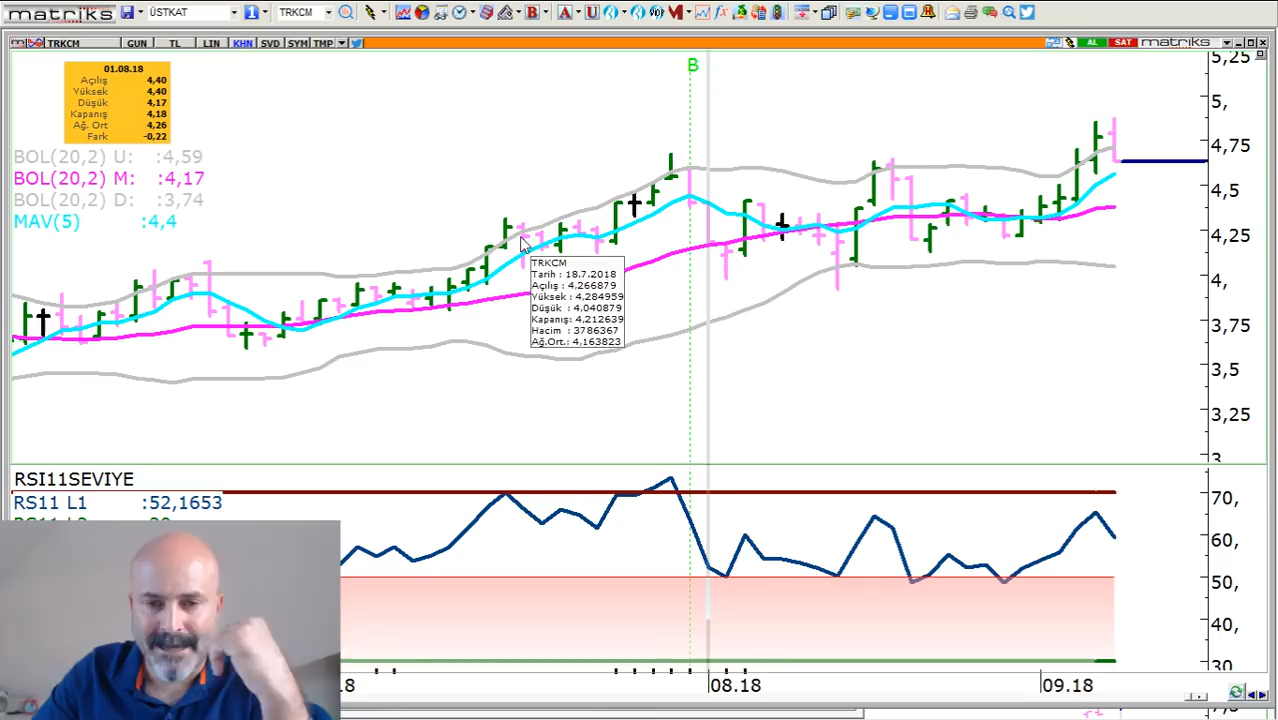 matriks ÜSTKAT TRKCM
TRKCM GUN TL LIN KHN SVD SYM TMP AL SAT matriks
B
01.08.18
Açılış 4,40
Yüksek 4,40
Düşük 4,17
Kapanış 4,18
Ağ. Ort 4,26
Fark -0,22
BOL(20,2) U: :4,59
BOL(20,2) M: :4,17
BOL(20,2) D: :3,74
MAV(5) :4,4
TRKCM
Tarih : 18.7.2018
Açılış : 4,266879
Yüksek : 4,284959
Düşük : 4,040879
Kapanış: 4,212639
Hacim : 3786367
Ağ.Ort.: 4,163823
5,25
5,
4,75
4,5
4,25
4,
3,75
3,5
3,25
3,
RSI11SEVIYE
RS11 L1 :52,1653
70,
60,
50,
40,
30,
08.18
09.18